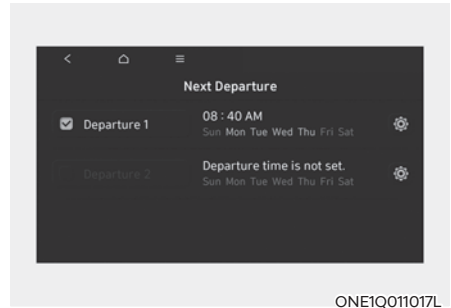 Next Departure
Departure 1
08 : 40 AM
Sun Mon Tue Wed Thu Fri Sat
Departure 2
Departure time is not set.
Sun Mon Tue Wed Thu Fri Sat
ONE1Q011017L